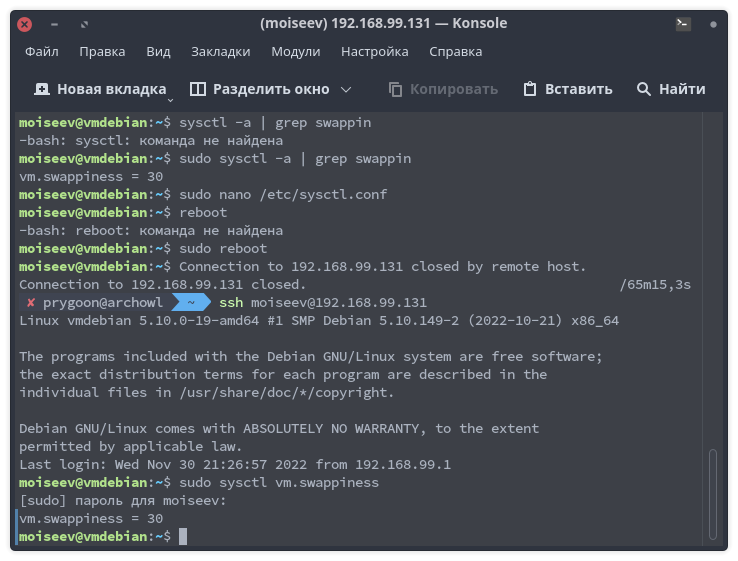 (moiseev) 192.168.99.131 — Konsole
Файл Правка Вид Закладки Модули Настройка Справка
Новая вкладка Разделить окно Копировать Вставить Найти
moiseev@vmdebian:~$ sysctl -a | grep swappin
-bash: sysctl: команда не найдена
moiseev@vmdebian:~$ sudo sysctl -a | grep swappin
vm.swappiness = 30
moiseev@vmdebian:~$ sudo nano /etc/sysctl.conf
moiseev@vmdebian:~$ reboot
-bash: reboot: команда не найдена
moiseev@vmdebian:~$ sudo reboot
moiseev@vmdebian:~$ Connection to 192.168.99.131 closed by remote host.
Connection to 192.168.99.131 closed. /65m15,3s
✘ prygoon@archowl ~ ssh moiseev@192.168.99.131
Linux vmdebian 5.10.0-19-amd64 #1 SMP Debian 5.10.149-2 (2022-10-21) x86_64
The programs included with the Debian GNU/Linux system are free software;
the exact distribution terms for each program are described in the
individual files in /usr/share/doc/*/copyright.
Debian GNU/Linux comes with ABSOLUTELY NO WARRANTY, to the extent
permitted by applicable law.
Last login: Wed Nov 30 21:26:57 2022 from 192.168.99.1
moiseev@vmdebian:~$ sudo sysctl vm.swappiness
[sudo] пароль для moiseev:
vm.swappiness = 30
moiseev@vmdebian:~$